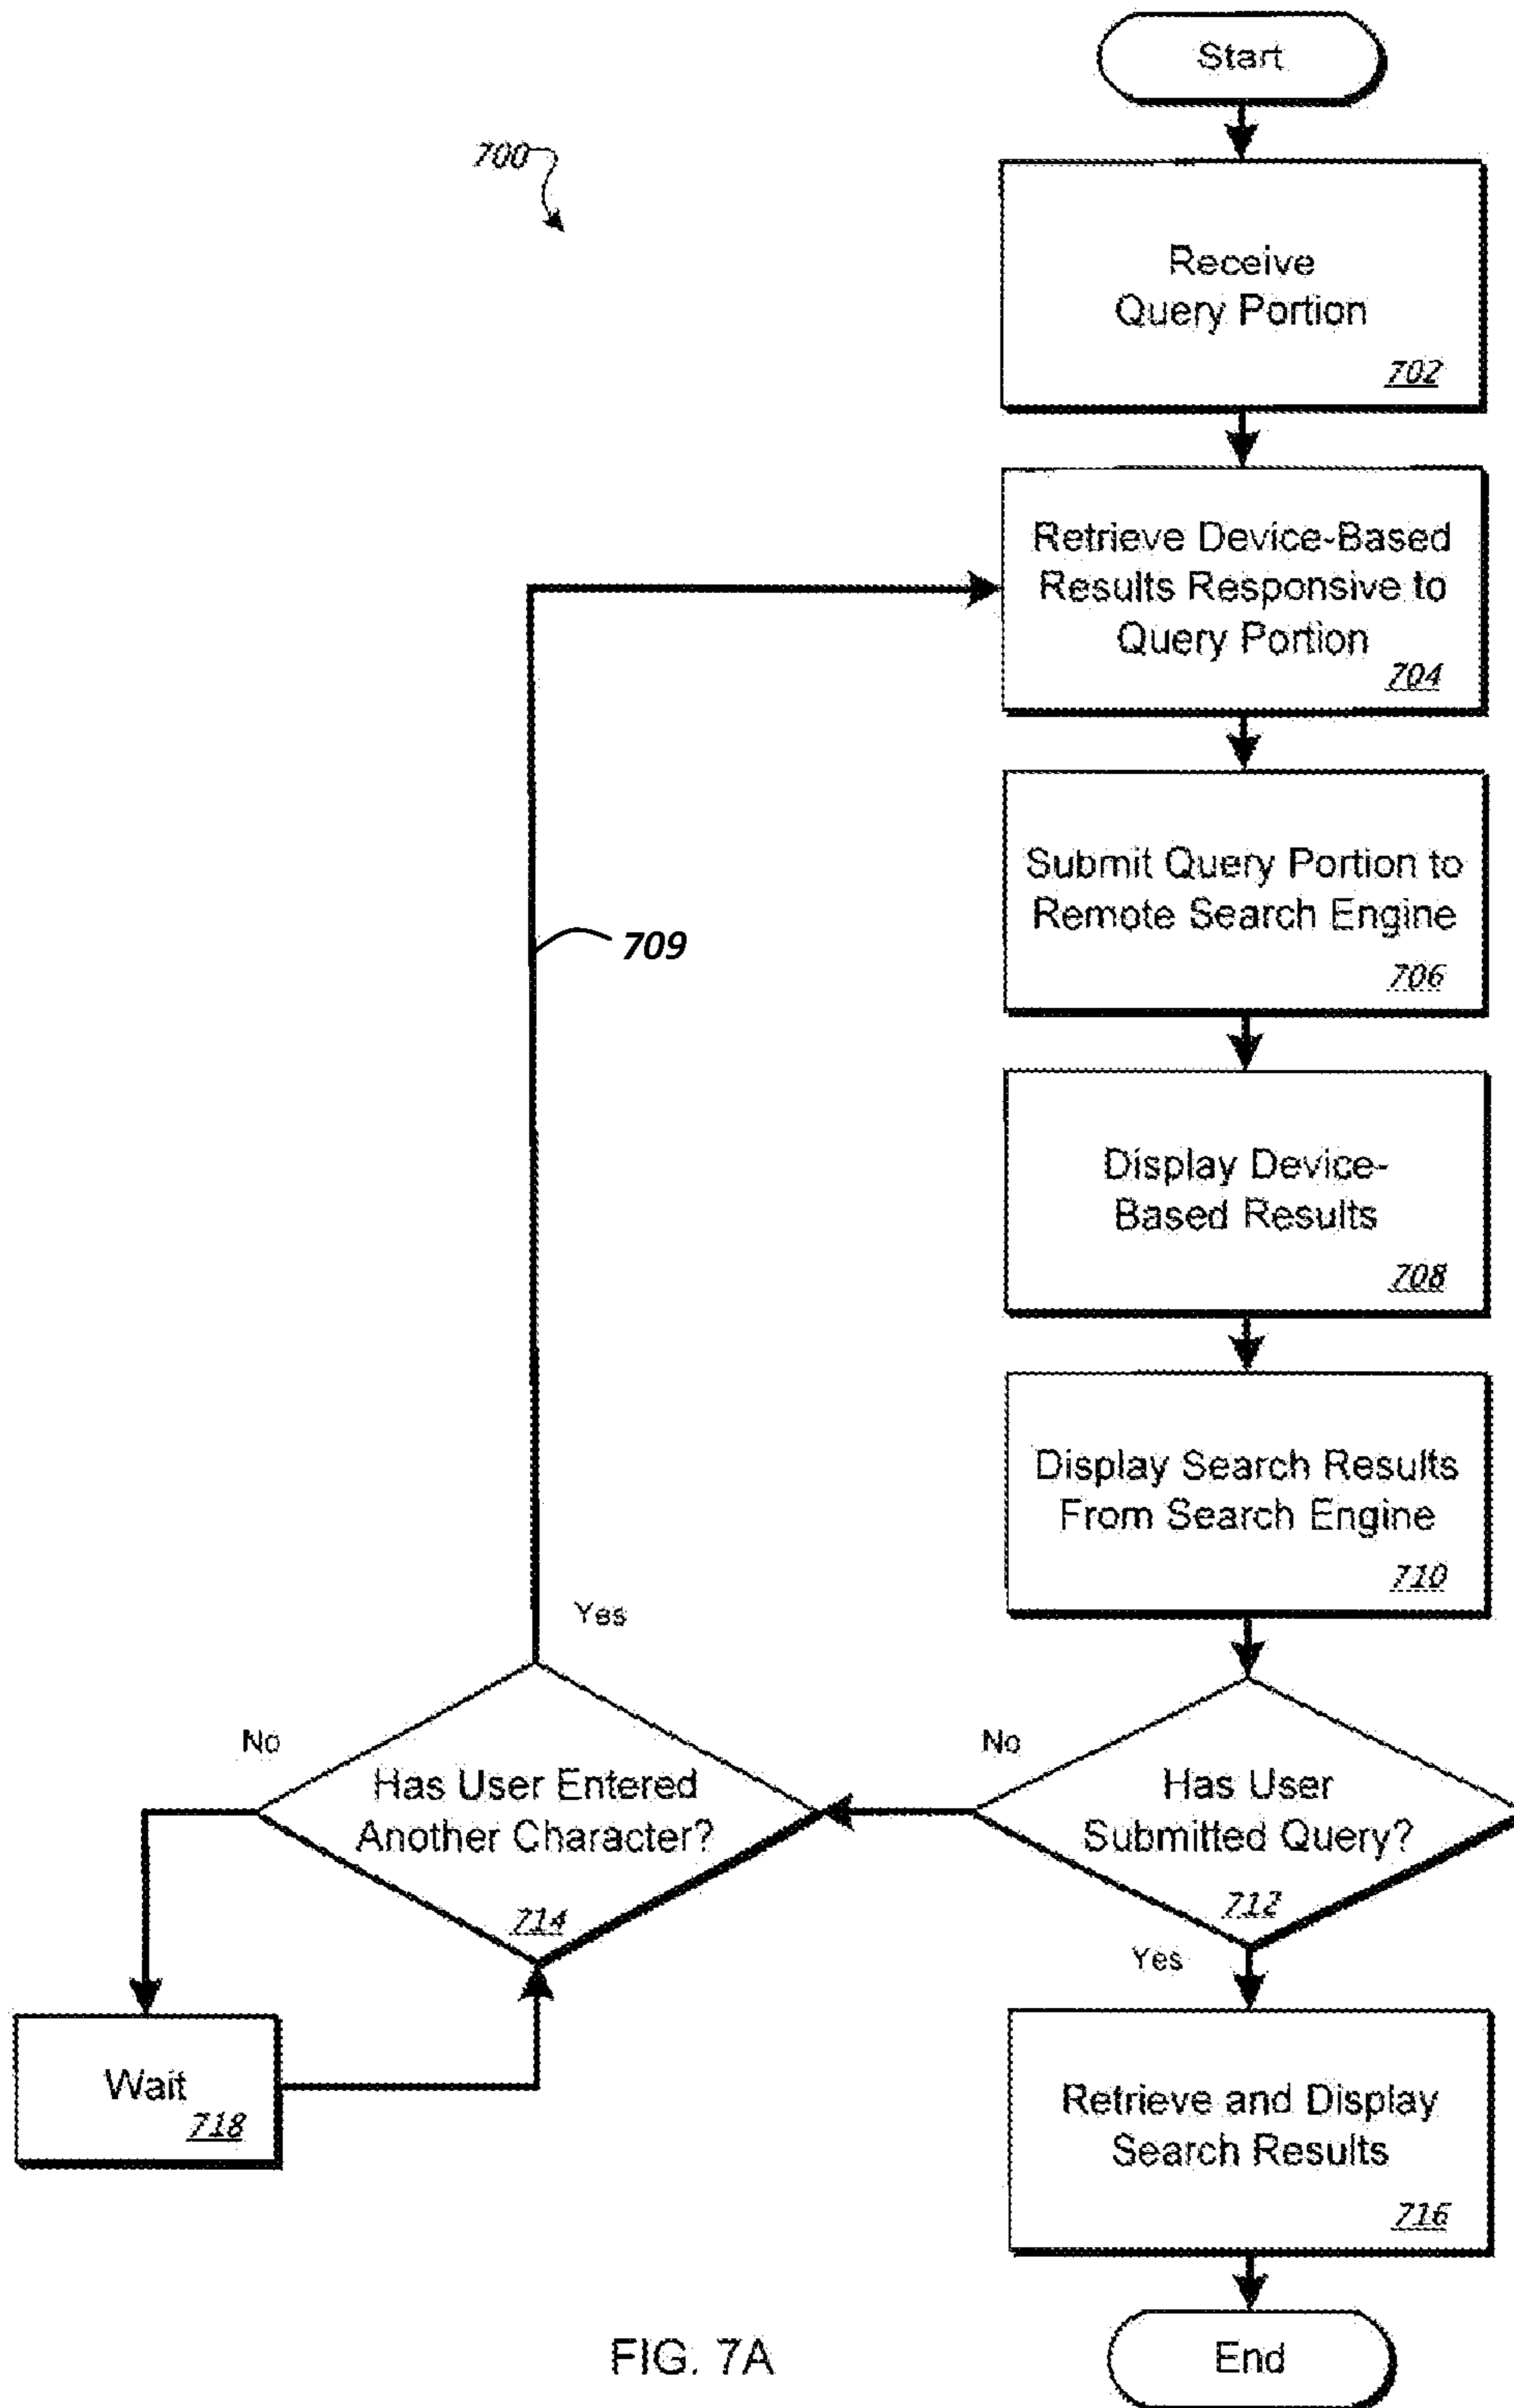 Start
700
Receive
Query Portion
702
Retrieve Device-Based
Results Responsive to
Query Portion
704
Submit Query Portion to
Remote Search Engine
706
709
Display Device-
Based Results
708
Display Search Results
From Search Engine
710
Yes
No
Has User Entered
Another Character?
714
No
Has User
Submitted Query?
712
Yes
Wait
718
Retrieve and Display
Search Results
716
FIG. 7A
End